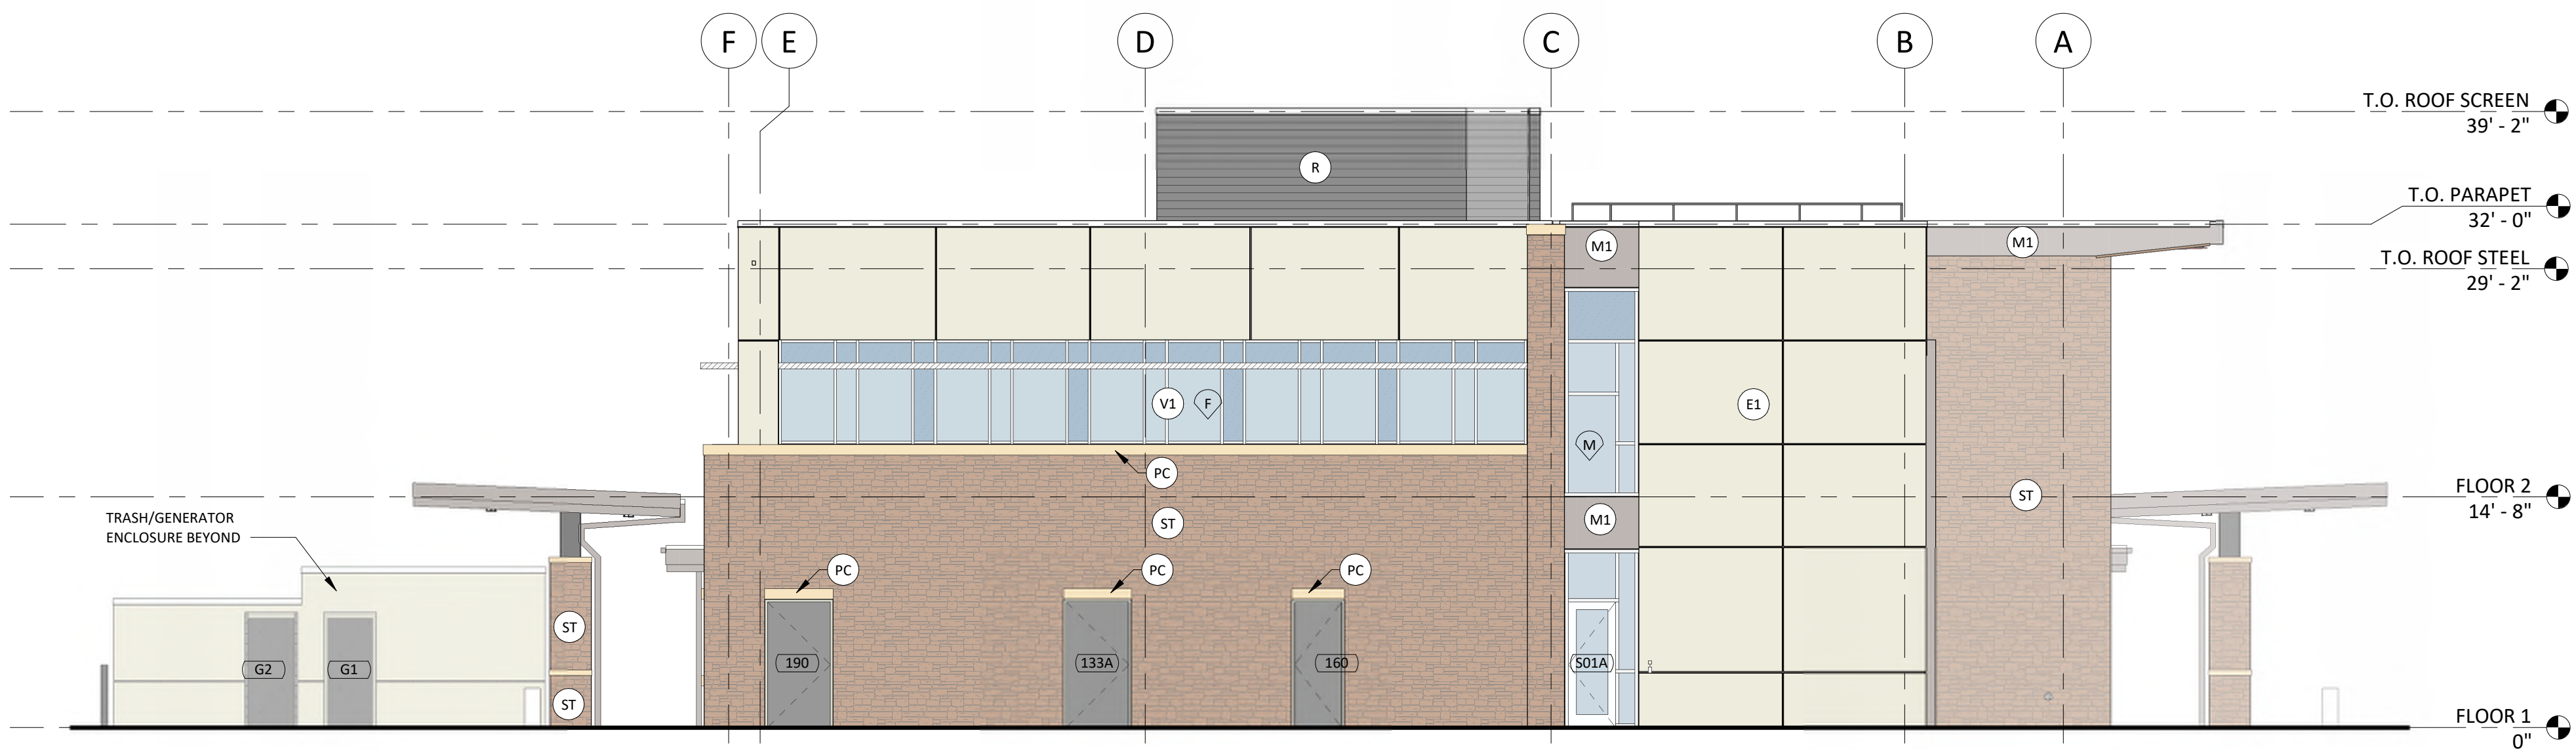 F
E
D
C
B
A
T.O. ROOF SCREEN
39' - 2"
R
T.O. PARAPET
32' - 0"
M1
M1
T.O. ROOF STEEL
29' - 2"
V1
F
E1
M
PC
FLOOR 2
14' - 8"
ST
ST
M1
TRASH/GENERATOR
ENCLOSURE BEYOND
PC
PC
PC
ST
G2
G1
190
133A
160
S01A
ST
FLOOR 1
0"